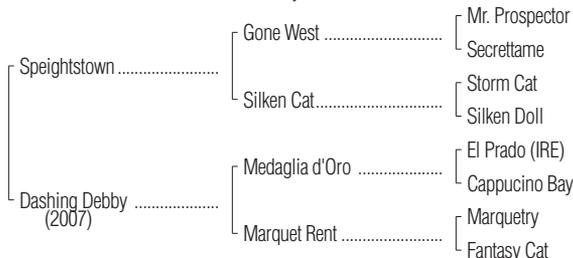 Mr. Prospector
Gone West ........................
Secrettame
Speightstown ....................
Storm Cat
Silken Cat.........................
Silken Doll
El Prado (IRE)
Medaglia d'Oro .................
Cappucino Bay
Dashing Debby .................
(2007)
Marquetry
Marquet Rent ....................
Fantasy Cat